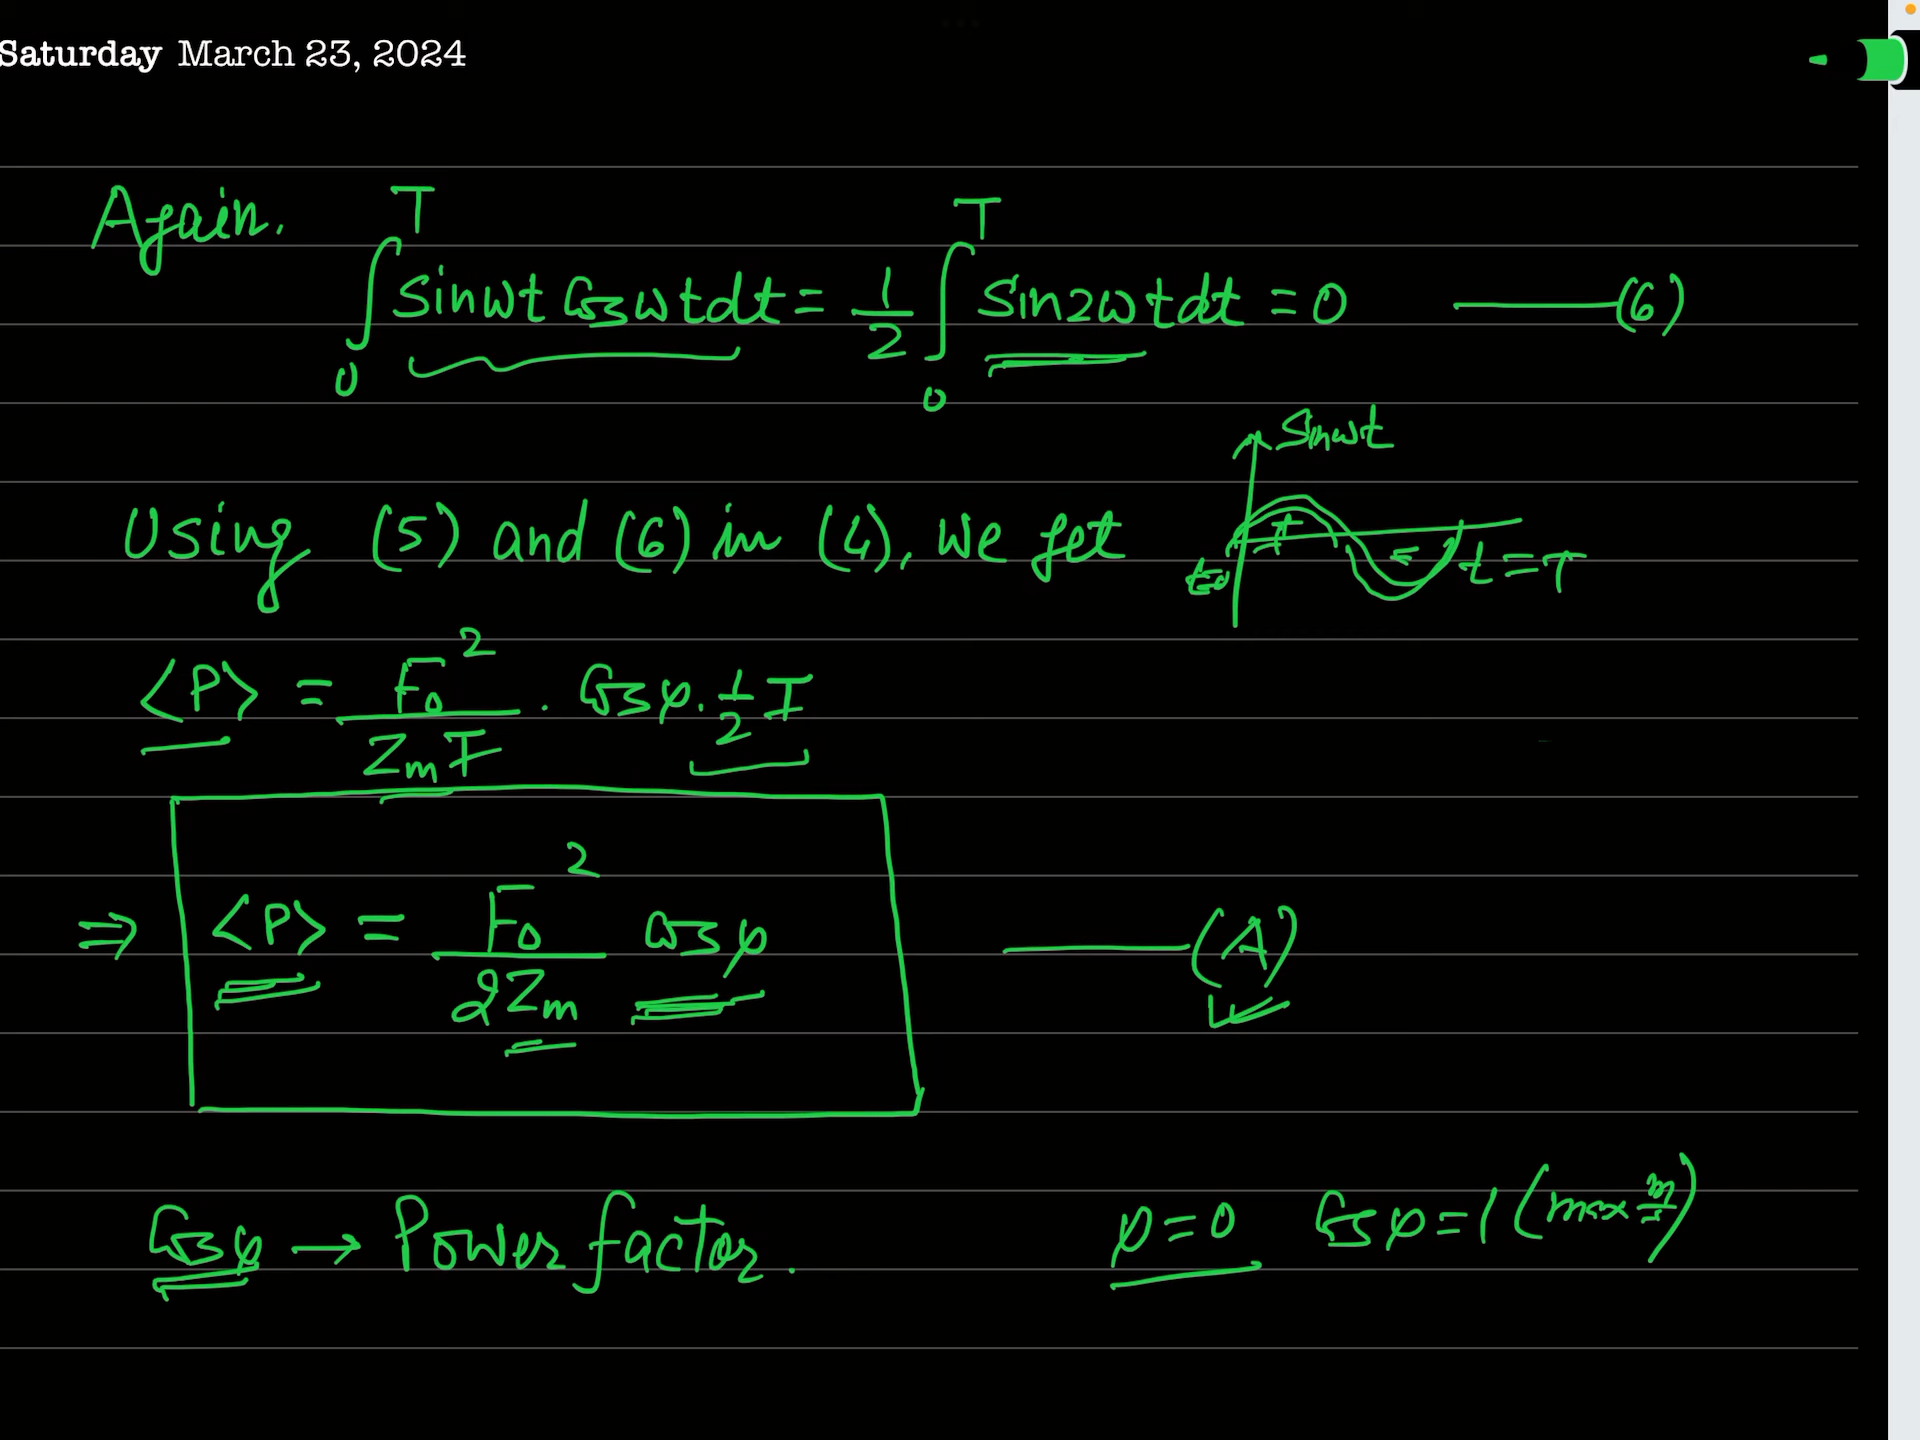 Saturday March 23, 2024
Again. ∫₀ᵀ Sinωt Cosωt dt = 1/2 ∫₀ᵀ Sin2ωt dt = 0 —— (6)
Sinωt
Using (5) and (6) in (4), we get
t=0 + - t=T
<P> = F₀²/ZmT . Cosφ . 1/2 T
⇒ <P> = F₀²/2Zm cosφ —— (A)
Cosφ → Power factor. φ=0 Cosφ=1 (max m)